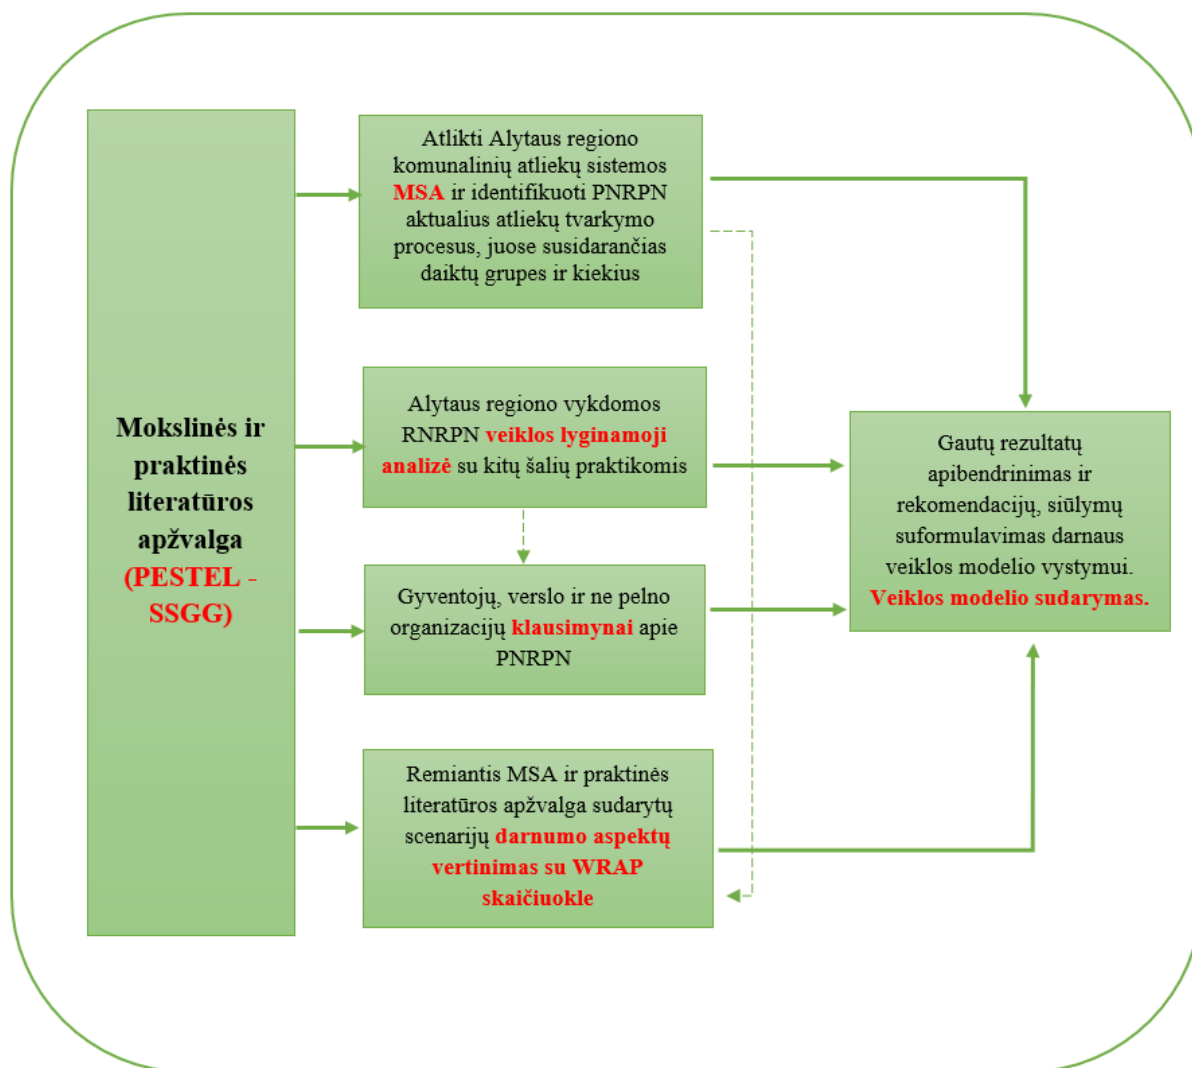 Mokslinės ir
praktinės
literatūros
apžvalga
(PESTEL -
SSGG)
Atlikti Alytaus regiono
komunalinių atliekų sistemos
MSA ir identifikuoti PNRPN
aktualius atliekų tvarkymo
procesus, juose susidarančias
daiktų grupes ir kiekius
Alytaus regiono vykdomos
RNRPN veiklos lyginamoji
analizė su kitų šalių praktikomis
Gyventojų, verslo ir ne pelno
organizacijų klausimynai apie
PNRPN
Remiantis MSA ir praktinės
literatūros apžvalga sudarytų
scenarijų darnumo aspektų
vertinimas su WRAP
skaičiuokle
Gautų rezultatų
apibendrinimas ir
rekomendacijų, siūlymų
suformulavimas darnaus
veiklos modelio vystymui.
Veiklos modelio sudarymas.